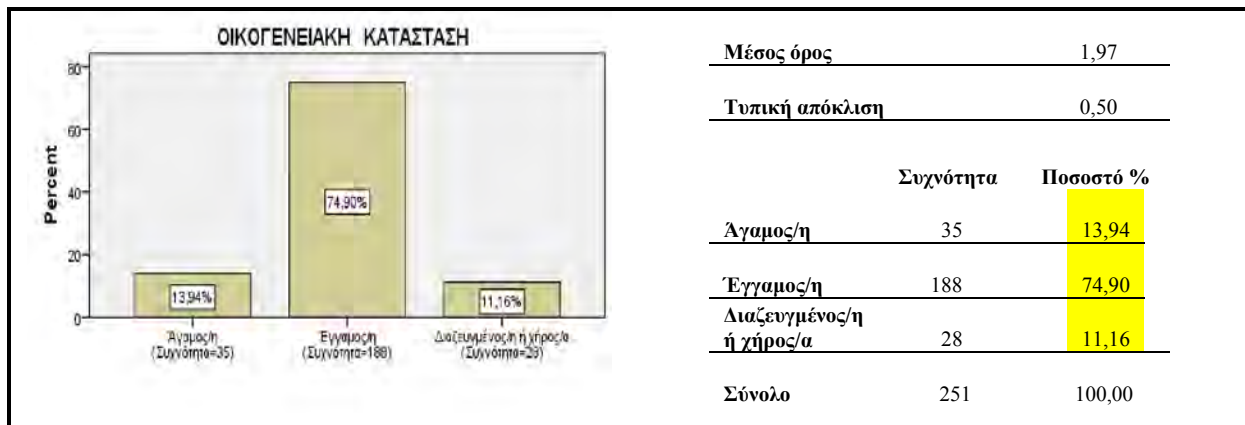 ΟΙΚΟΓΕΝΕΙΑΚΗ ΚΑΤΑΣΤΑΣΗ
Percent
80
60
40
20
0
13,94%
74,90%
11,16%
Άγαμος/η
(Συχνότητα=35)
Έγγαμος/η
(Συχνότητα=188)
Διαζευγμένος/η ή χήρος/α
(Συχνότητα=28)
Μέσος όρος 1,97
Τυπική απόκλιση 0,50
Συχνότητα Ποσοστό %
Άγαμος/η 35 13,94
Έγγαμος/η 188 74,90
Διαζευγμένος/η
ή χήρος/α 28 11,16
Σύνολο 251 100,00